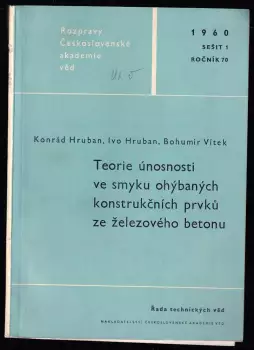 Rozpravy
Československé
akademie
věd
1960
SEŠIT 1
ROČNÍK 70
Konrád Hruban, Ivo Hruban, Bohumír Vítek
Teorie únosnosti
ve smyku ohýbaných
konstrukčních prvků
ze železového betonu
Řada technických věd
NAKLADATELSTVÍ ČESKOSLOVENSKÉ AKADEMIE VĚD